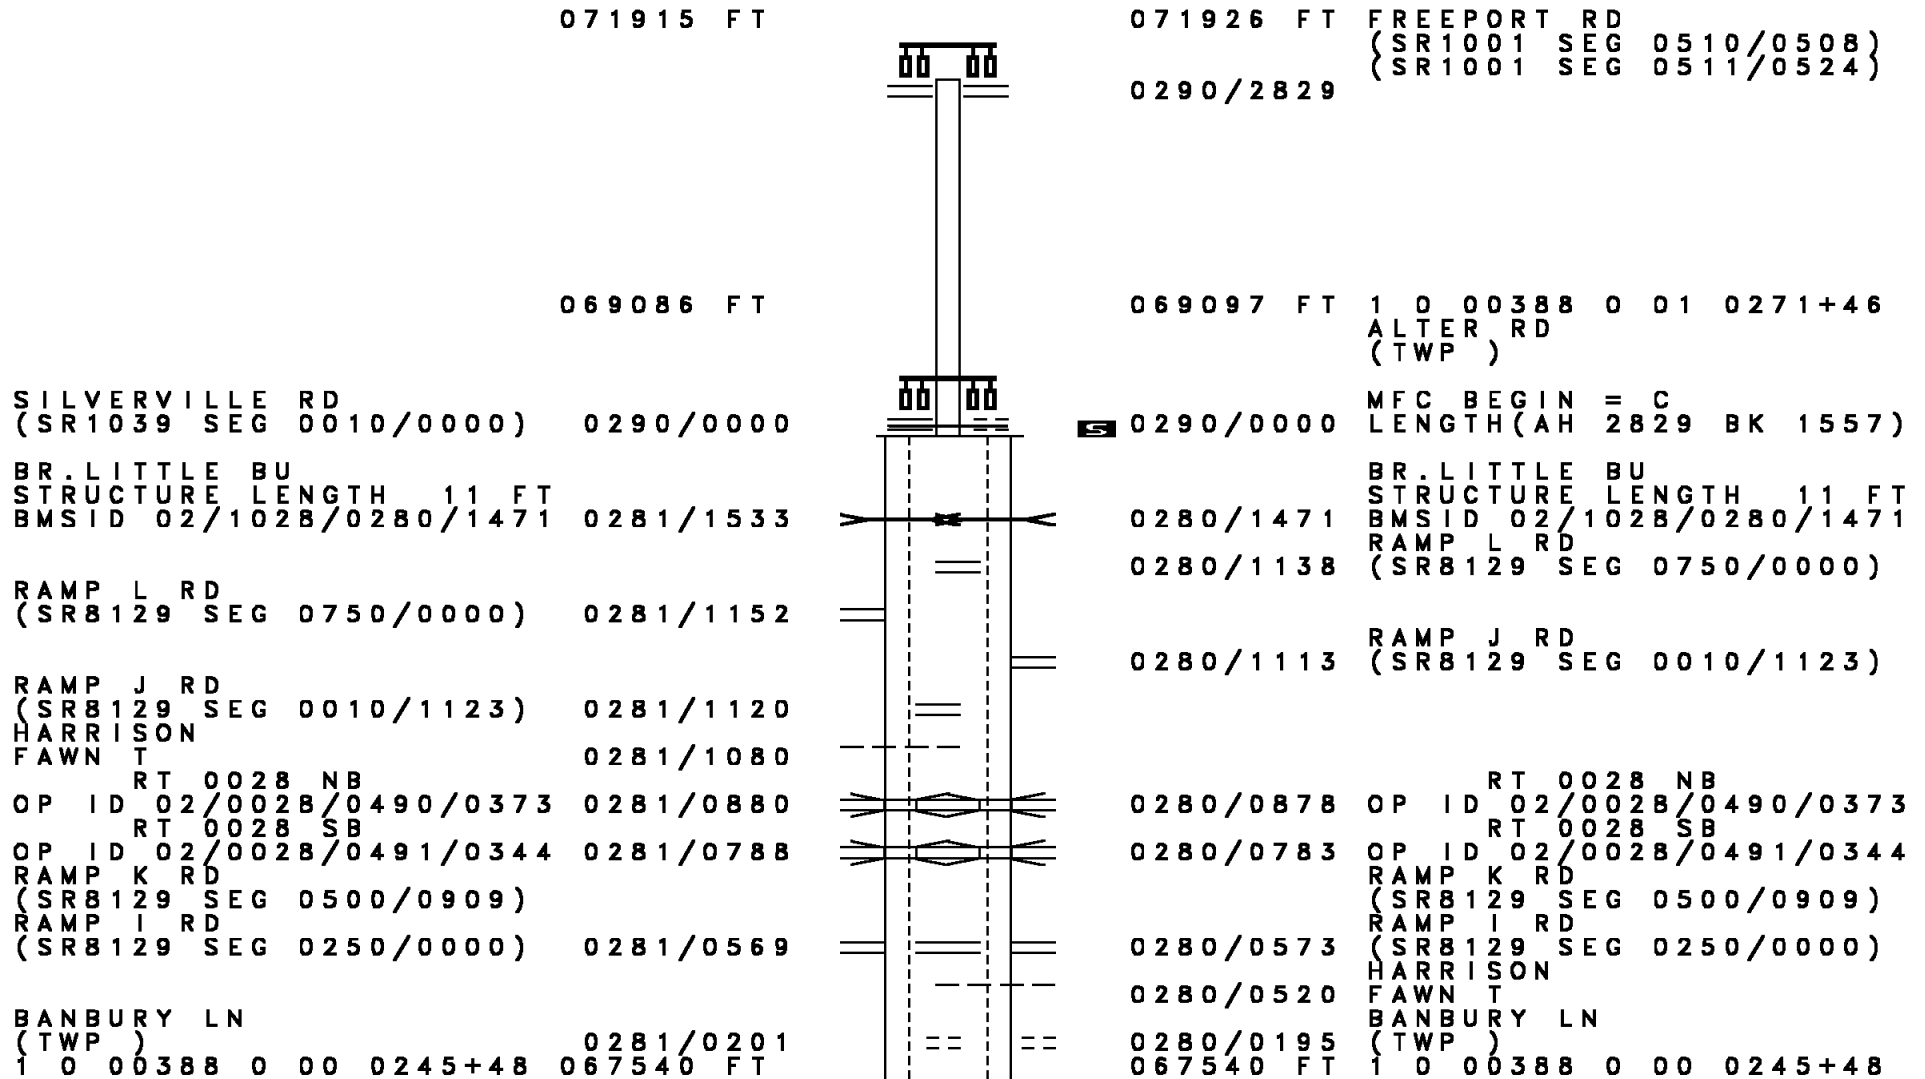 071915 FT 071926 FT FREEPORT RD
(SR1001 SEG 0510/0508)
(SR1001 SEG 0511/0524)
0290/2829
069086 FT 069097 FT 1 0 00388 0 01 0271+46
ALTER RD
(TWP )
SILVERVILLE RD MFC BEGIN = C
(SR1039 SEG 0010/0000) 0290/0000 S 0290/0000 LENGTH(AH 2829 BK 1557)
BR.LITTLE BU BR.LITTLE BU
STRUCTURE LENGTH 11 FT STRUCTURE LENGTH 11 FT
BMSID 02/1028/0280/1471 0281/1533 0280/1471 BMSID 02/1028/0280/1471
RAMP L RD
0280/1138 (SR8129 SEG 0750/0000)
RAMP L RD
(SR8129 SEG 0750/0000) 0281/1152
RAMP J RD
0280/1113 (SR8129 SEG 0010/1123)
RAMP J RD
(SR8129 SEG 0010/1123) 0281/1120
HARRISON
FAWN T 0281/1080
RT 0028 NB RT 0028 NB
OP ID 02/0028/0490/0373 0281/0880 0280/0878 OP ID 02/0028/0490/0373
RT 0028 SB RT 0028 SB
OP ID 02/0028/0491/0344 0281/0788 0280/0783 OP ID 02/0028/0491/0344
RAMP K RD RAMP K RD
(SR8129 SEG 0500/0909) (SR8129 SEG 0500/0909)
RAMP I RD RAMP I RD
(SR8129 SEG 0250/0000) 0281/0569 0280/0573 (SR8129 SEG 0250/0000)
HARRISON
0280/0520 FAWN T
BANBURY LN BANBURY LN
(TWP ) 0281/0201 0280/0195 (TWP )
1 0 00388 0 00 0245+48 067540 FT 067540 FT 1 0 00388 0 00 0245+48